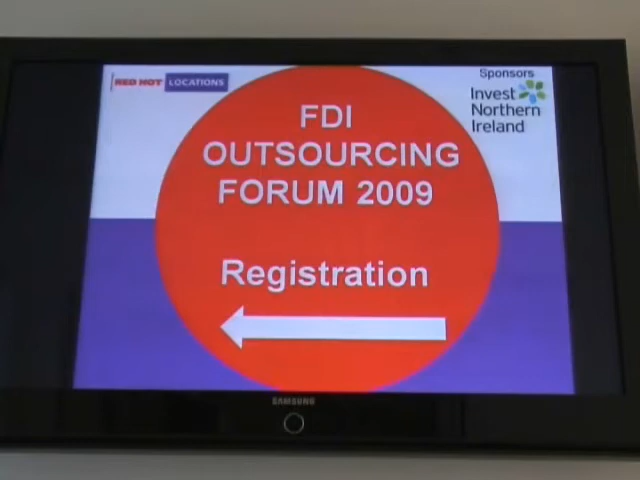 RED HOT LOCATIONS
Sponsors
Invest
Northern
Ireland
FDI
OUTSOURCING
FORUM 2009
Registration
SAMSUNG